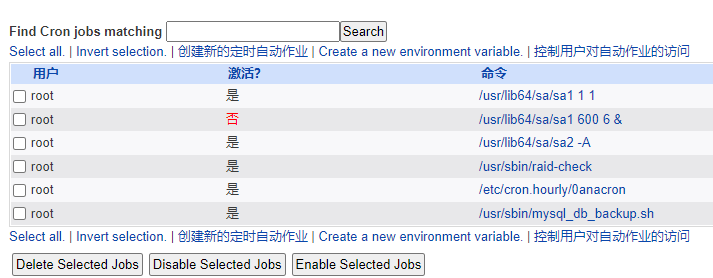 Find Cron jobs matching Search
Select all. | Invert selection. | 创建新的定时自动作业 | Create a new environment variable. | 控制用户对自动作业的访问
用户 激活? 命令
root 是 /usr/lib64/sa/sa1 1 1
root 否 /usr/lib64/sa/sa1 600 6 &
root 是 /usr/lib64/sa/sa2 -A
root 是 /usr/sbin/raid-check
root 是 /etc/cron.hourly/0anacron
root 是 /usr/sbin/mysql_db_backup.sh
Select all. | Invert selection. | 创建新的定时自动作业 | Create a new environment variable. | 控制用户对自动作业的访问
Delete Selected Jobs Disable Selected Jobs Enable Selected Jobs